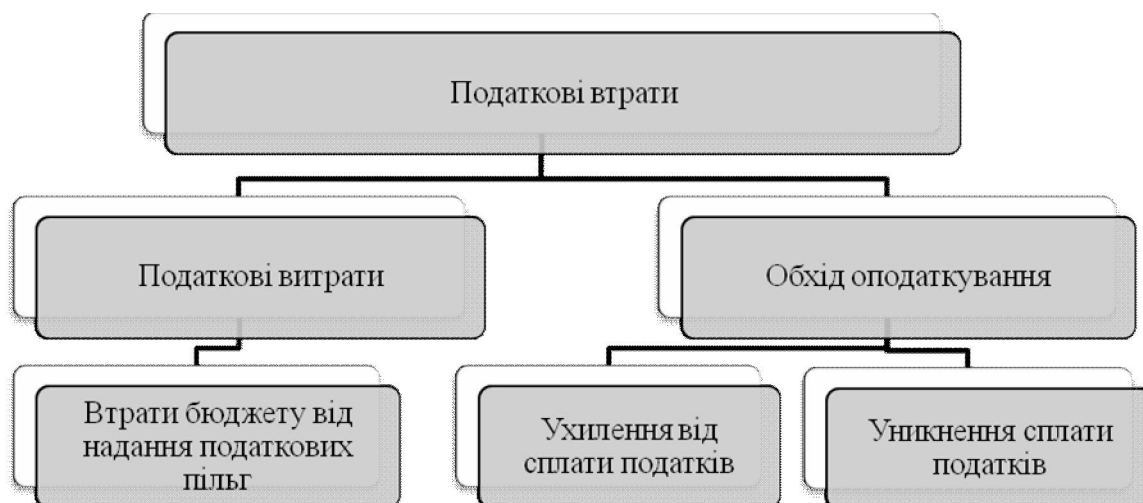 Податкові втрати
Податкові витрати
Обхід оподаткування
Втрати бюджету від
надання податкових
пільг
Ухилення від
сплати податків
Уникнення сплати
податків